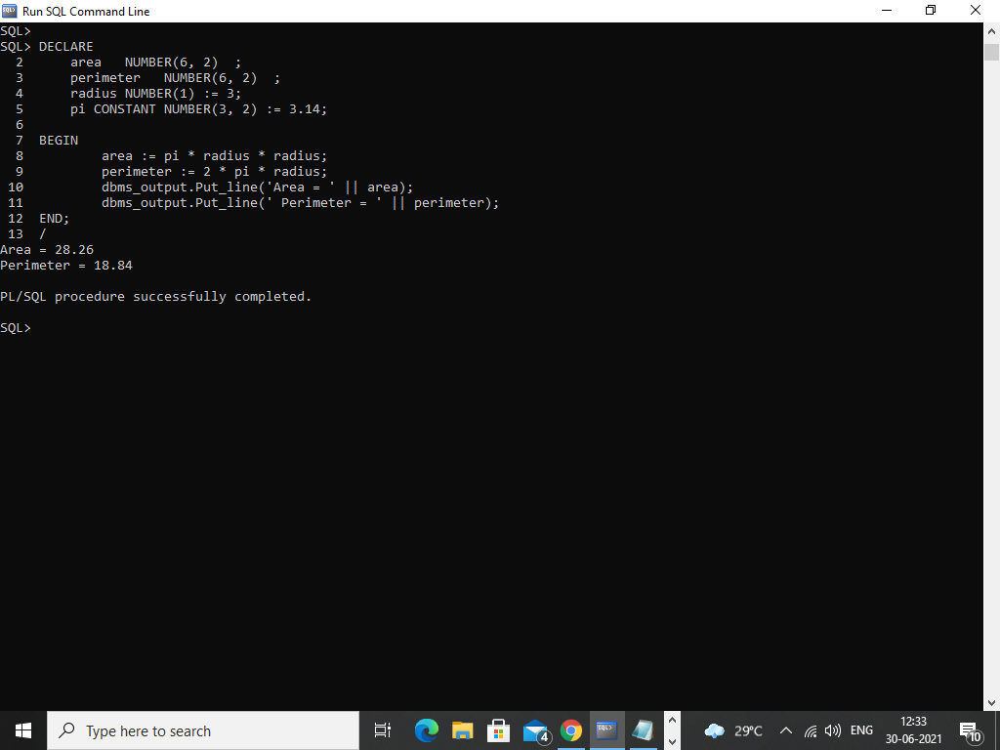 Run SQL Command Line
SQL>
SQL> DECLARE
  2      area   NUMBER(6, 2)  ;
  3      perimeter   NUMBER(6, 2)  ;
  4      radius NUMBER(1) := 3;
  5      pi CONSTANT NUMBER(3, 2) := 3.14;
  6
  7  BEGIN
  8          area := pi * radius * radius;
  9          perimeter := 2 * pi * radius;
 10          dbms_output.Put_line('Area = ' || area);
 11          dbms_output.Put_line(' Perimeter = ' || perimeter);
 12  END;
 13  /
Area = 28.26
Perimeter = 18.84
PL/SQL procedure successfully completed.
SQL>
Type here to search
4
SQL>
29°C
ENG
12:33
30-06-2021
10